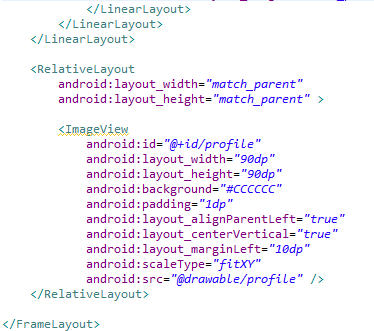 </LinearLayout>
</LinearLayout>
</LinearLayout>
<RelativeLayout
android:layout_width="match_parent"
android:layout_height="match_parent" >
<ImageView
android:id="@+id/profile"
android:layout_width="90dp"
android:layout_height="90dp"
android:background="#CCCCCC"
android:padding="1dp"
android:layout_alignParentLeft="true"
android:layout_centerVertical="true"
android:layout_marginLeft="10dp"
android:scaleType="fitXY"
android:src="@drawable/profile" />
</RelativeLayout>
</FrameLayout>